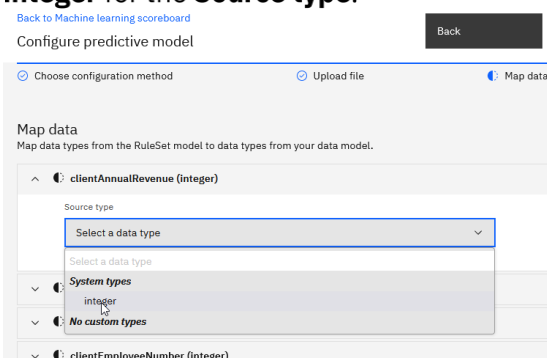 integer for the Source type.
Back to Machine learning scoreboard
Configure predictive model
Back
Choose configuration method
Upload file
Map data
Map data
Map data types from the RuleSet model to data types from your data model.
clientAnnualRevenue (integer)
Source type
Select a data type
Select a data type
System types
integer
No custom types
clientEmployeeNumber (integer)